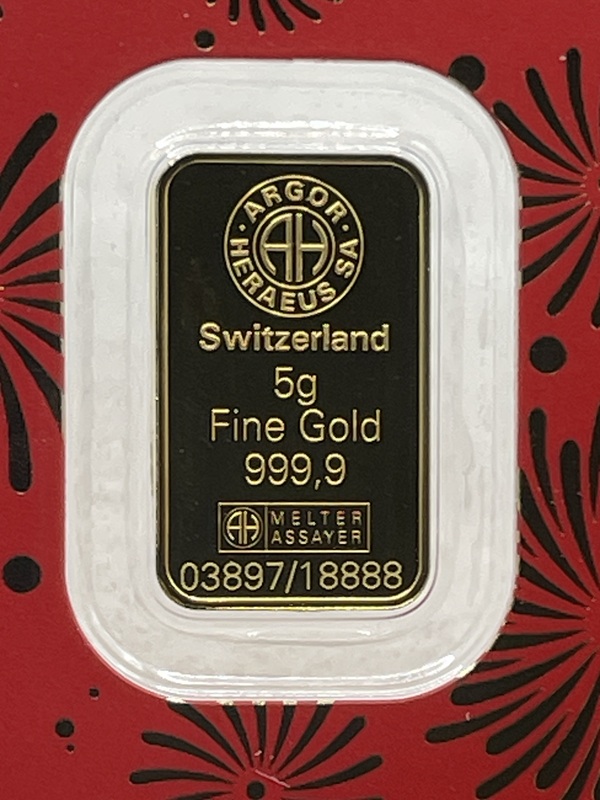 ARGOR
AH
HERAEUS SA
Switzerland
5g
Fine Gold
999,9
AH MELTER
ASSAYER
03897/18888